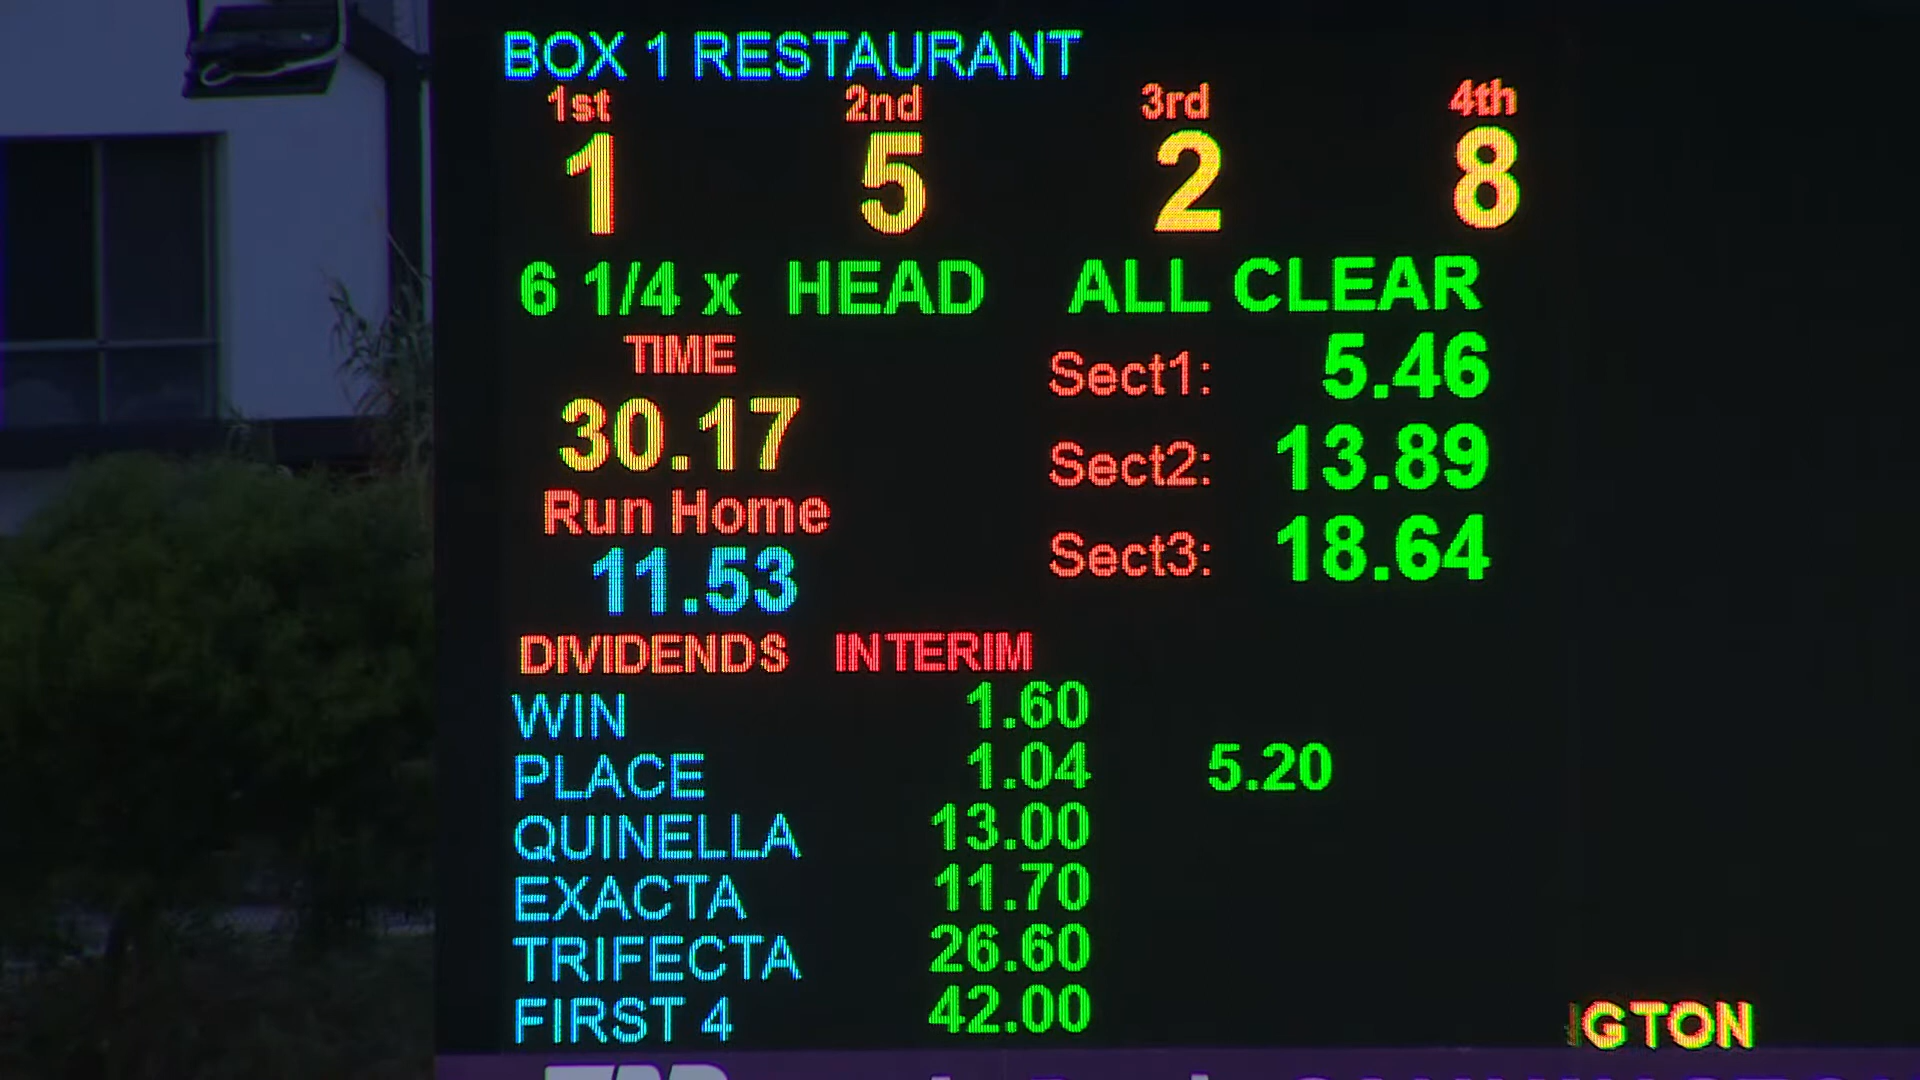 BOX 1 RESTAURANT
1st 2nd 3rd 4th
1 5 2 8
6 1/4 x HEAD ALL CLEAR
TIME
30.17
Run Home
11.53
Sect1: 5.46
Sect2: 13.89
Sect3: 18.64
DIVIDENDS INTERIM
WIN 1.60
PLACE 1.04 5.20
QUINELLA 13.00
EXACTA 11.70
TRIFECTA 26.60
FIRST 4 42.00
GTON